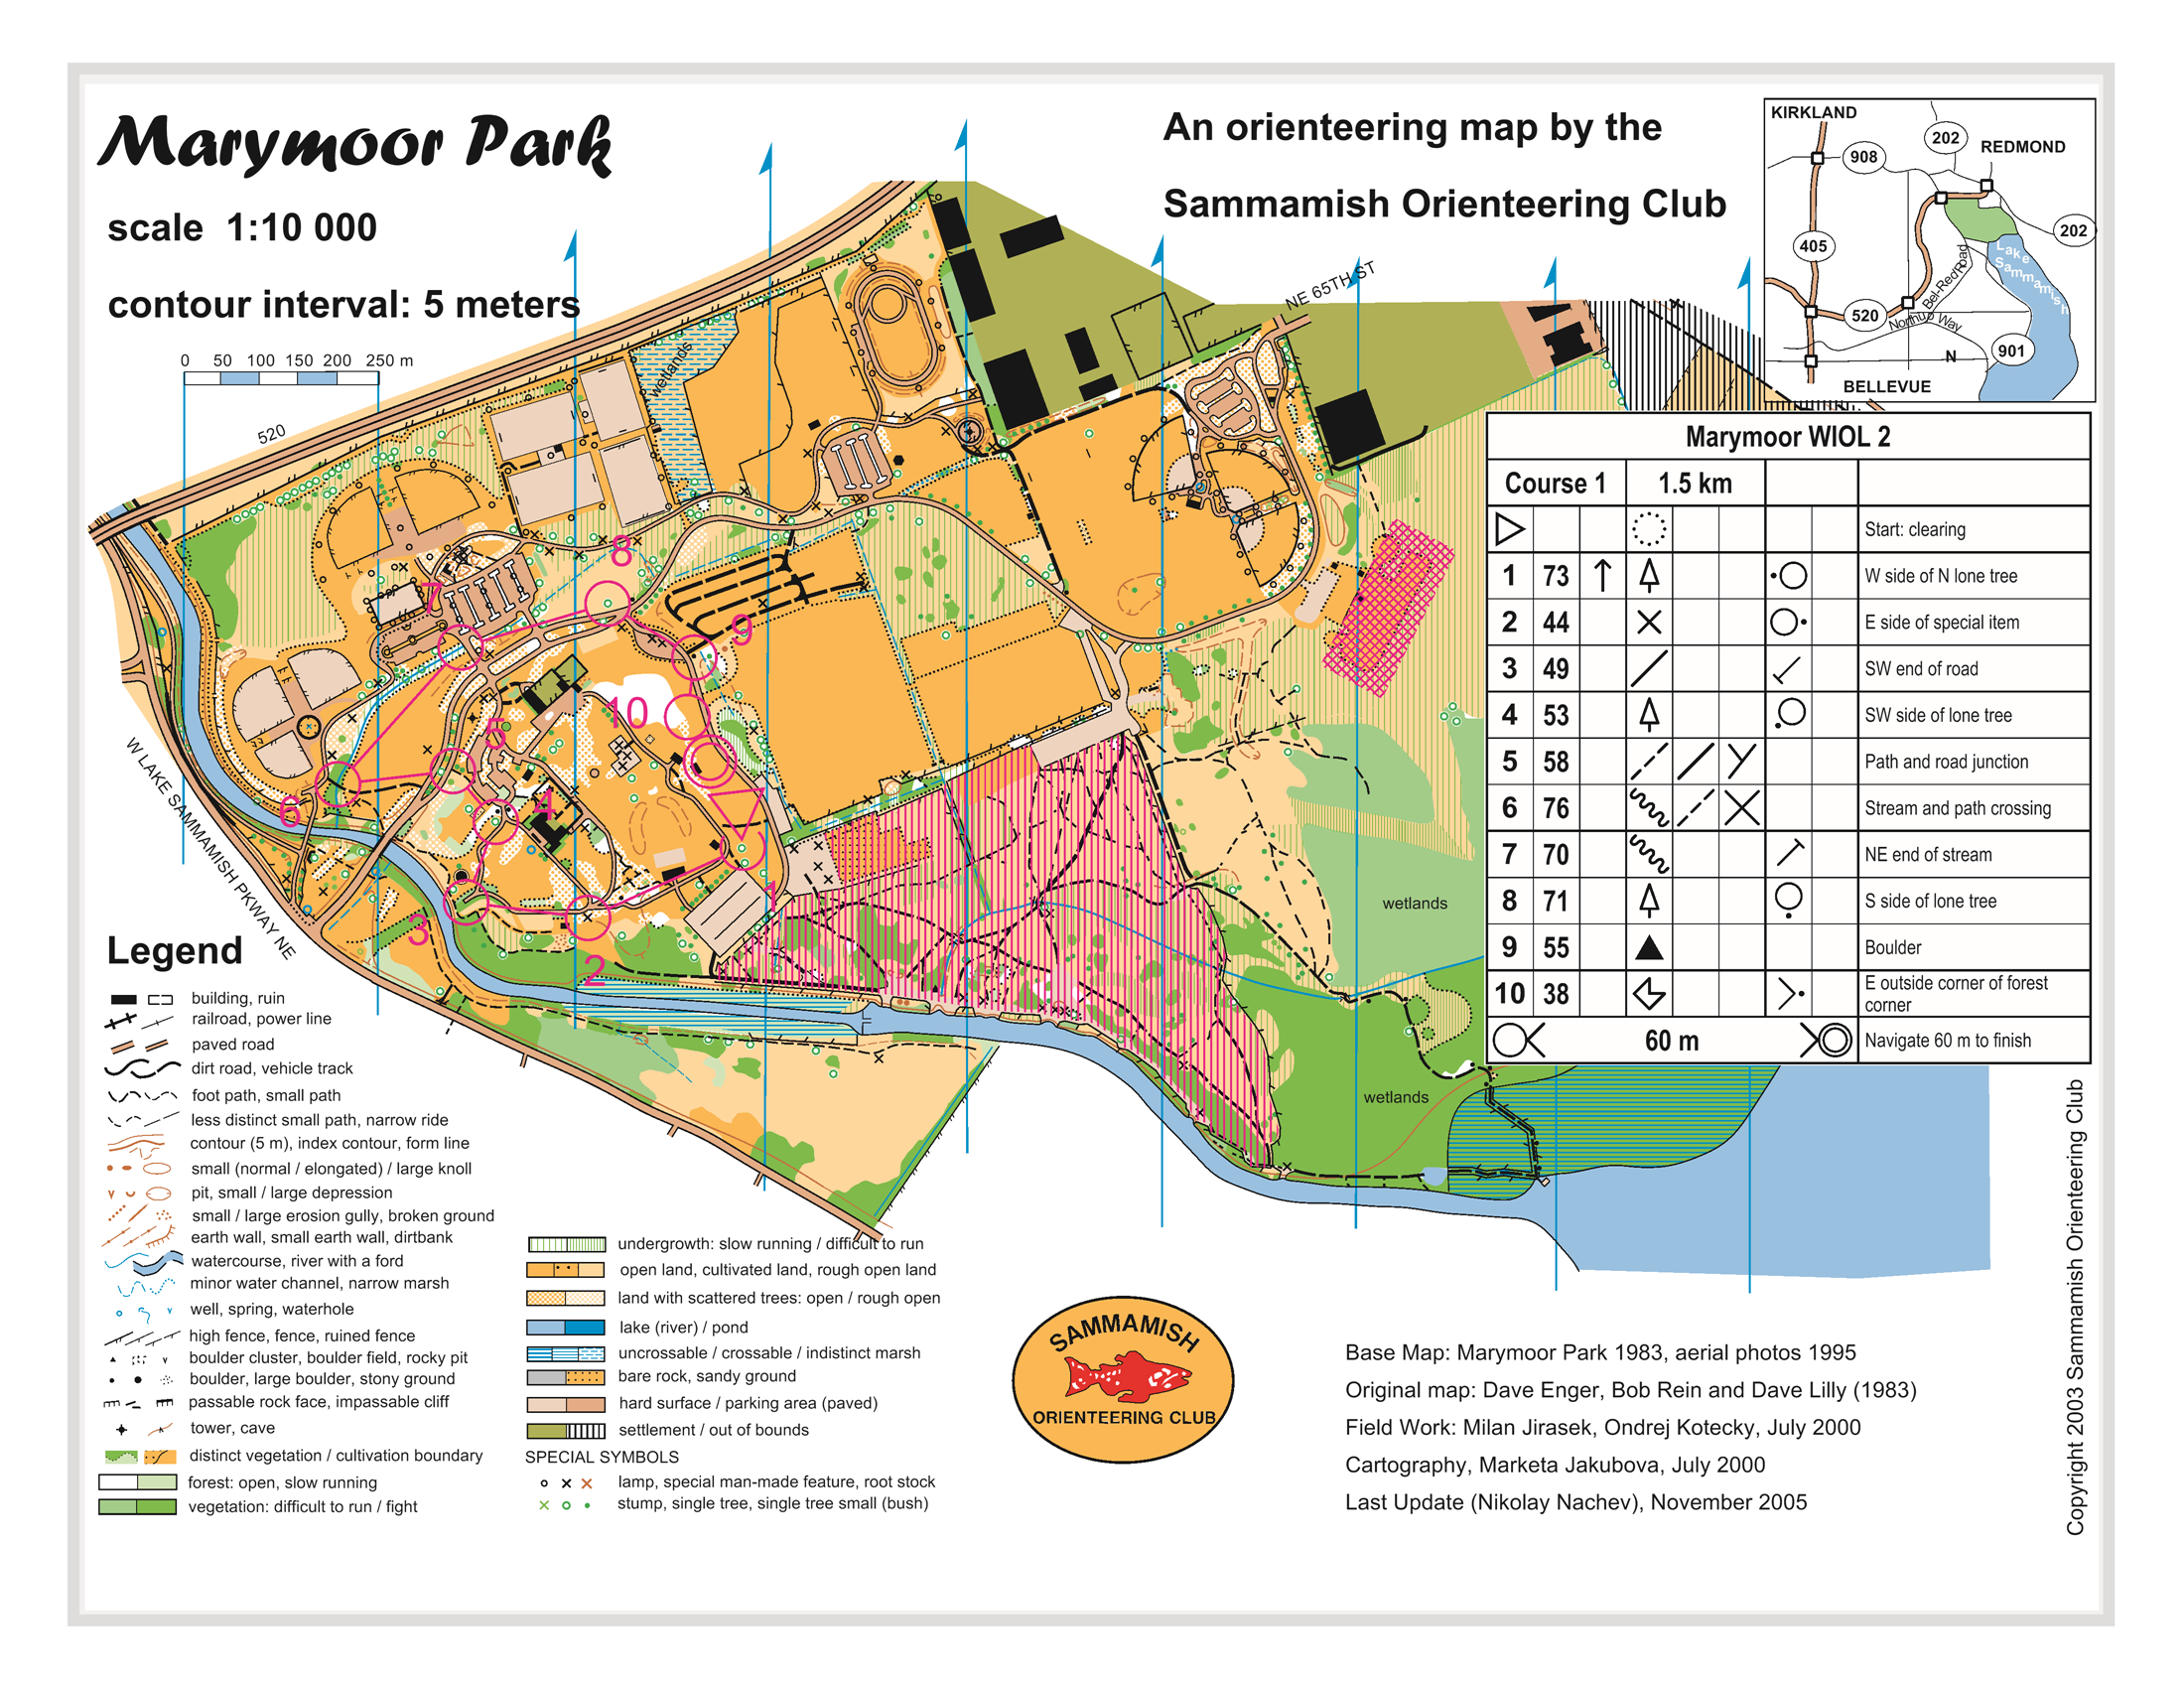 Marymoor Park
scale 1:10 000
contour interval: 5 meters
0 50 100 150 200 250 m
An orienteering map by the
Sammamish Orienteering Club
KIRKLAND
202
REDMOND
908
405
202
Lake Sammamish
Bel-Red Road
520
Northup Way
N
901
BELLEVUE
NE 65TH ST
520
wetlands
W LAKE SAMMAMISH PKWAY NE
wetlands
wetlands
1
2
3
4
5
6
7
8
9
10
Marymoor WIOL 2
Course 1 1.5 km
Start: clearing
1 73 W side of N lone tree
2 44 E side of special item
3 49 SW end of road
4 53 SW side of lone tree
5 58 Path and road junction
6 76 Stream and path crossing
7 70 NE end of stream
8 71 S side of lone tree
9 55 Boulder
10 38 E outside corner of forest
corner
60 m Navigate 60 m to finish
Legend
building, ruin
railroad, power line
paved road
dirt road, vehicle track
foot path, small path
less distinct small path, narrow ride
contour (5 m), index contour, form line
small (normal / elongated) / large knoll
pit, small / large depression
small / large erosion gully, broken ground
earth wall, small earth wall, dirtbank
watercourse, river with a ford
minor water channel, narrow marsh
well, spring, waterhole
high fence, fence, ruined fence
boulder cluster, boulder field, rocky pit
boulder, large boulder, stony ground
passable rock face, impassable cliff
tower, cave
distinct vegetation / cultivation boundary
forest: open, slow running
vegetation: difficult to run / fight
undergrowth: slow running / difficult to run
open land, cultivated land, rough open land
land with scattered trees: open / rough open
lake (river) / pond
uncrossable / crossable / indistinct marsh
bare rock, sandy ground
hard surface / parking area (paved)
settlement / out of bounds
SPECIAL SYMBOLS
lamp, special man-made feature, root stock
stump, single tree, single tree small (bush)
SAMMAMISH
ORIENTEERING CLUB
Base Map: Marymoor Park 1983, aerial photos 1995
Original map: Dave Enger, Bob Rein and Dave Lilly (1983)
Field Work: Milan Jirasek, Ondrej Kotecky, July 2000
Cartography, Marketa Jakubova, July 2000
Last Update (Nikolay Nachev), November 2005
Copyright 2003 Sammamish Orienteering Club